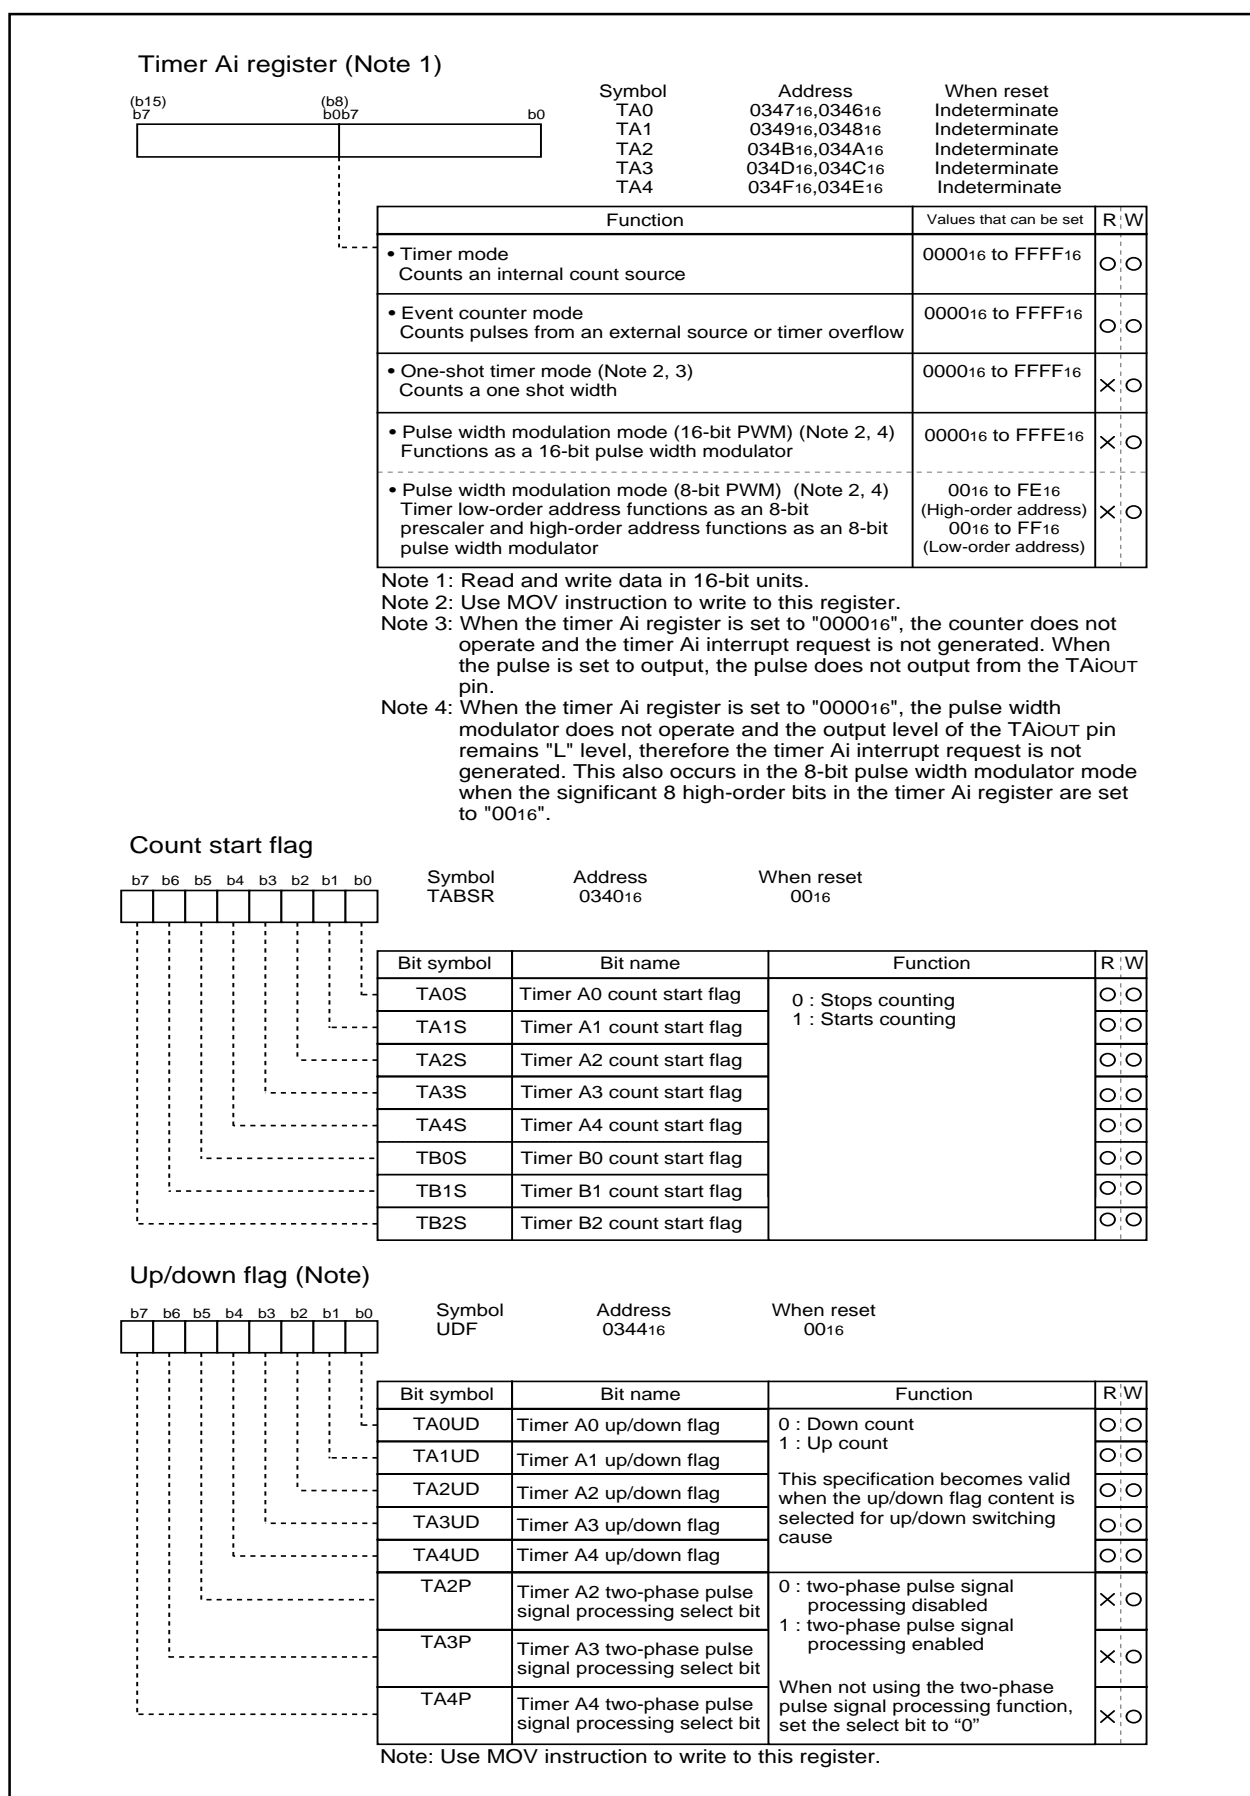 Timer Ai register (Note 1)
Symbol Address When reset
(b15) (b8)
b7 b0b7 b0
TA0 034716,034616 Indeterminate
TA1 034916,034816 Indeterminate
TA2 034B16,034A16 Indeterminate
TA3 034D16,034C16 Indeterminate
TA4 034F16,034E16 Indeterminate
Function Values that can be set R W
• Timer mode 000016 to FFFF16
Counts an internal count source
• Event counter mode 000016 to FFFF16
Counts pulses from an external source or timer overflow
• One-shot timer mode (Note 2, 3) 000016 to FFFF16
Counts a one shot width
• Pulse width modulation mode (16-bit PWM) (Note 2, 4) 000016 to FFFE16
Functions as a 16-bit pulse width modulator
• Pulse width modulation mode (8-bit PWM) (Note 2, 4) 0016 to FE16
Timer low-order address functions as an 8-bit (High-order address)
prescaler and high-order address functions as an 8-bit 0016 to FF16
pulse width modulator (Low-order address)
Note 1: Read and write data in 16-bit units.
Note 2: Use MOV instruction to write to this register.
Note 3: When the timer Ai register is set to "000016", the counter does not
operate and the timer Ai interrupt request is not generated. When
the pulse is set to output, the pulse does not output from the TAiOUT
pin.
Note 4: When the timer Ai register is set to "000016", the pulse width
modulator does not operate and the output level of the TAiOUT pin
remains "L" level, therefore the timer Ai interrupt request is not
generated. This also occurs in the 8-bit pulse width modulator mode
when the significant 8 high-order bits in the timer Ai register are set
to "0016".
Count start flag
b7 b6 b5 b4 b3 b2 b1 b0
Symbol Address When reset
TABSR 034016 0016
Bit symbol Bit name Function R W
TA0S Timer A0 count start flag 0 : Stops counting
TA1S Timer A1 count start flag 1 : Starts counting
TA2S Timer A2 count start flag
TA3S Timer A3 count start flag
TA4S Timer A4 count start flag
TB0S Timer B0 count start flag
TB1S Timer B1 count start flag
TB2S Timer B2 count start flag
Up/down flag (Note)
b7 b6 b5 b4 b3 b2 b1 b0
Symbol Address When reset
UDF 034416 0016
Bit symbol Bit name Function R W
TA0UD Timer A0 up/down flag 0 : Down count
1 : Up count
TA1UD Timer A1 up/down flag
This specification becomes valid
TA2UD Timer A2 up/down flag when the up/down flag content is
selected for up/down switching
TA3UD Timer A3 up/down flag cause
TA4UD Timer A4 up/down flag
TA2P Timer A2 two-phase pulse 0 : two-phase pulse signal
signal processing select bit processing disabled
1 : two-phase pulse signal
TA3P Timer A3 two-phase pulse processing enabled
signal processing select bit
When not using the two-phase
TA4P Timer A4 two-phase pulse pulse signal processing function,
signal processing select bit set the select bit to “0”
Note: Use MOV instruction to write to this register.